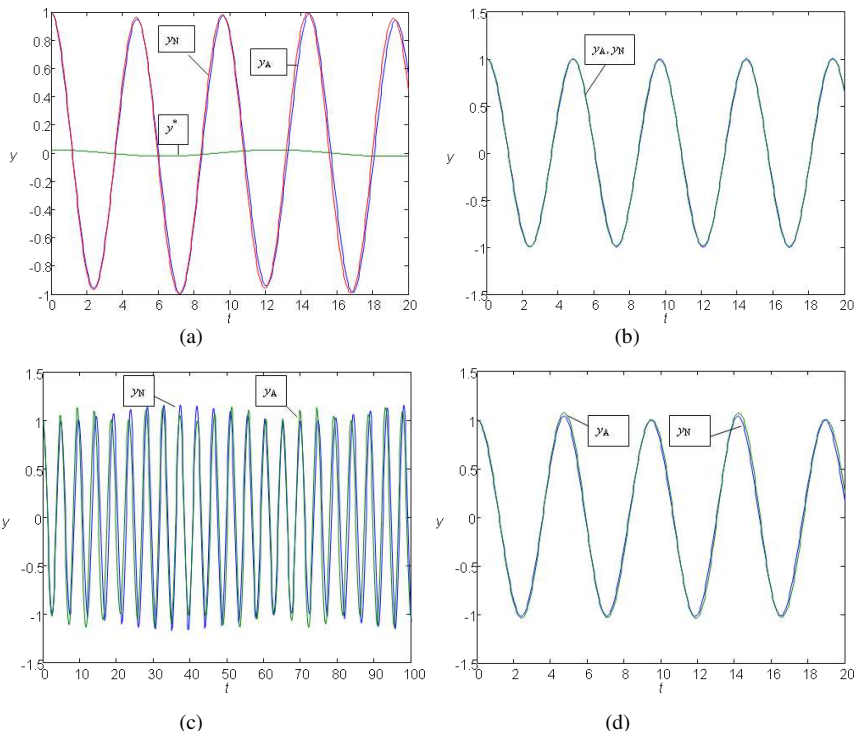 1
0.8
0.6
0.4
0.2
0
-0.2
-0.4
-0.6
-0.8
-1
y
yN
yA
y*
0 2 4 6 8 10 12 14 16 18 20
t
(a)
1.5
1
0.5
0
-0.5
-1
-1.5
y
yA, yN
0 2 4 6 8 10 12 14 16 18 20
t
(b)
1.5
1
0.5
0
-0.5
-1
-1.5
y
yN
yA
0 10 20 30 40 50 60 70 80 90 100
t
(c)
1.5
1
0.5
0
-0.5
-1
-1.5
y
yA
yN
0 2 4 6 8 10 12 14 16 18 20
t
(d)